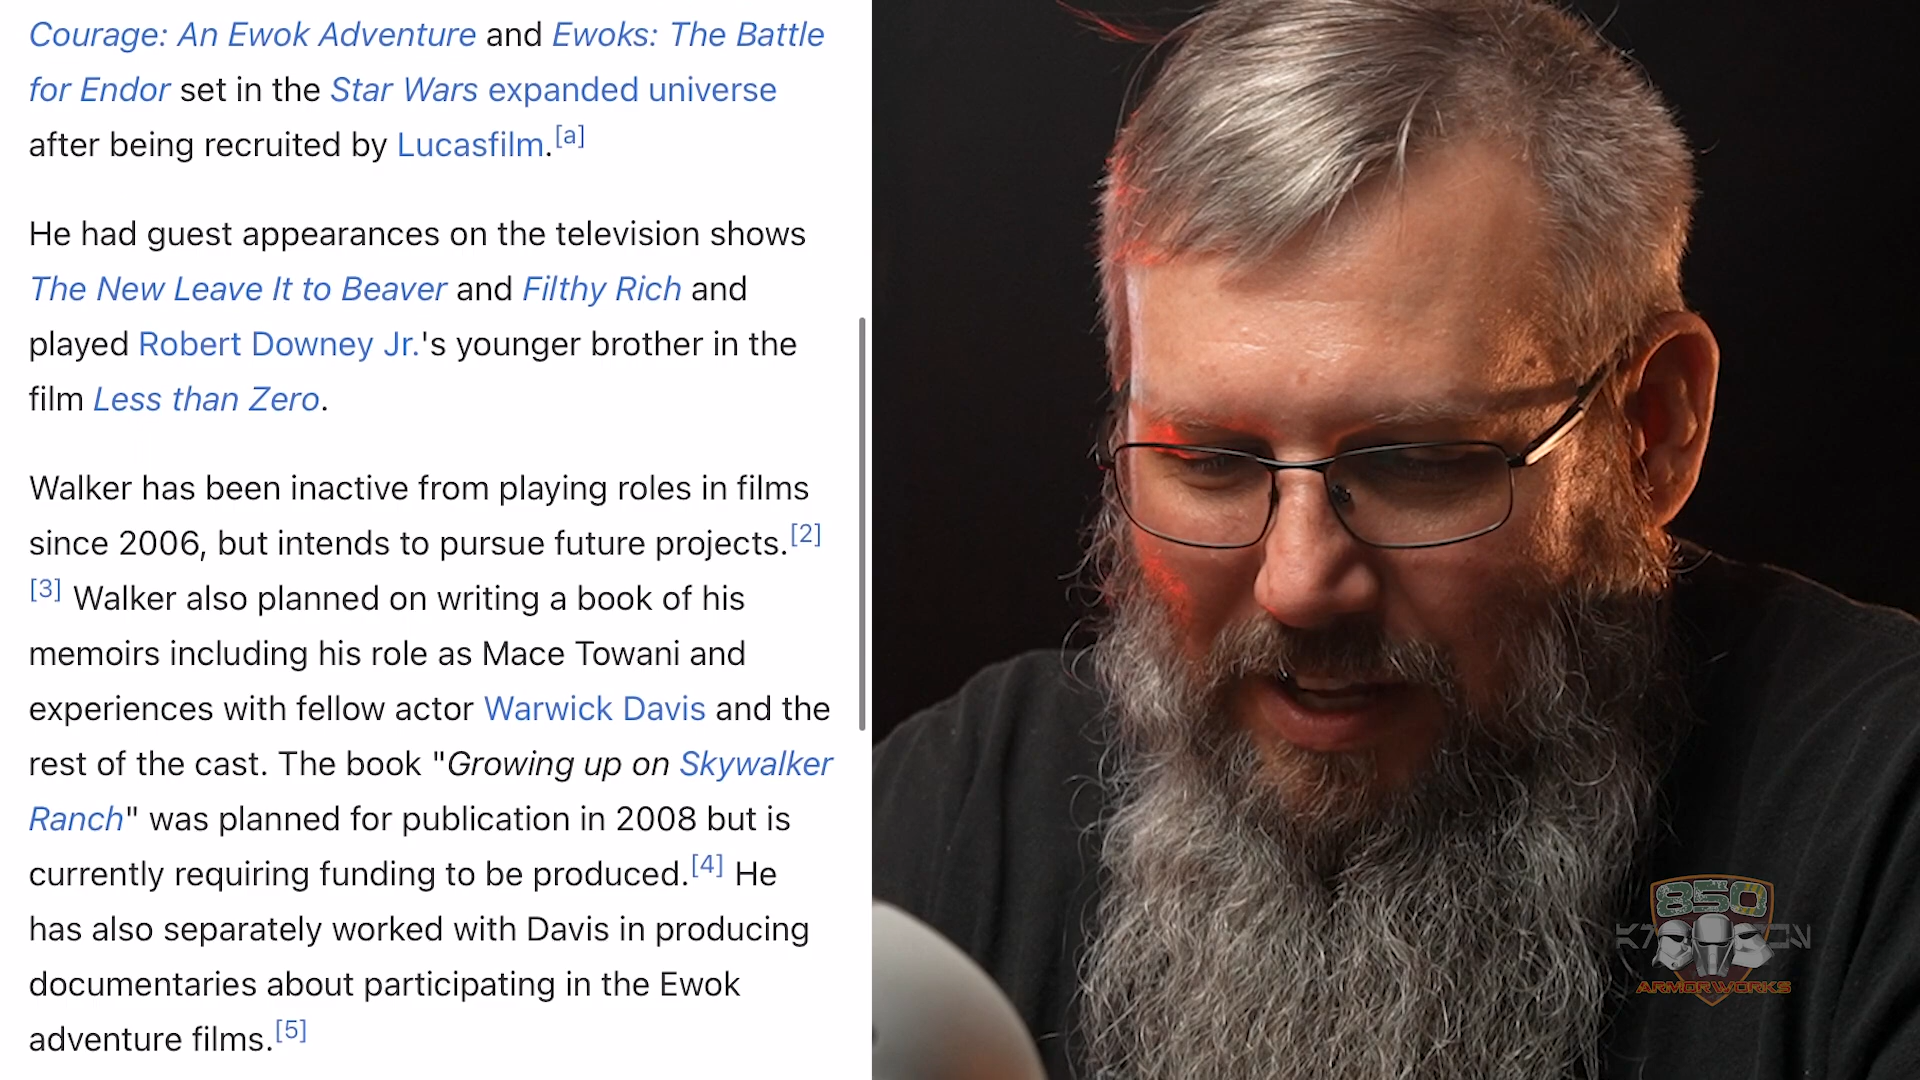 Courage: An Ewok Adventure and Ewoks: The Battle
for Endor set in the Star Wars expanded universe
after being recruited by Lucasfilm.[a]
He had guest appearances on the television shows
The New Leave It to Beaver and Filthy Rich and
played Robert Downey Jr.'s younger brother in the
film Less than Zero.
Walker has been inactive from playing roles in films
since 2006, but intends to pursue future projects.[2]
[3] Walker also planned on writing a book of his
memoirs including his role as Mace Towani and
experiences with fellow actor Warwick Davis and the
rest of the cast. The book "Growing up on Skywalker
Ranch" was planned for publication in 2008 but is
currently requiring funding to be produced.[4] He
has also separately worked with Davis in producing
documentaries about participating in the Ewok
adventure films.[5]
850
ARMORWORKS